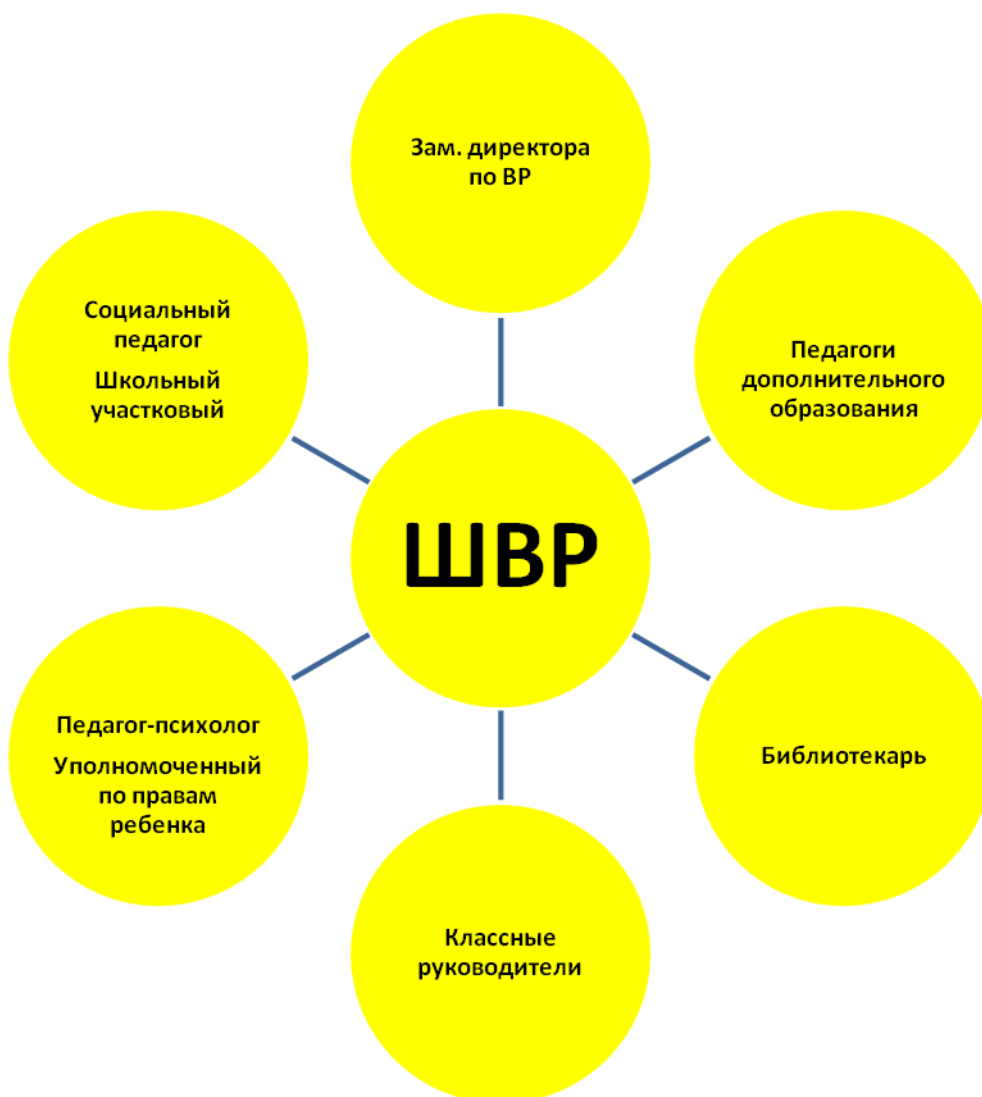 Зам. директора
по ВР
Социальный
педагог
Школьный
участковый
Педагоги
дополнительного
образования
ШВР
Педагог-психолог
Уполномоченный
по правам
ребенка
Библиотекарь
Классные
руководители